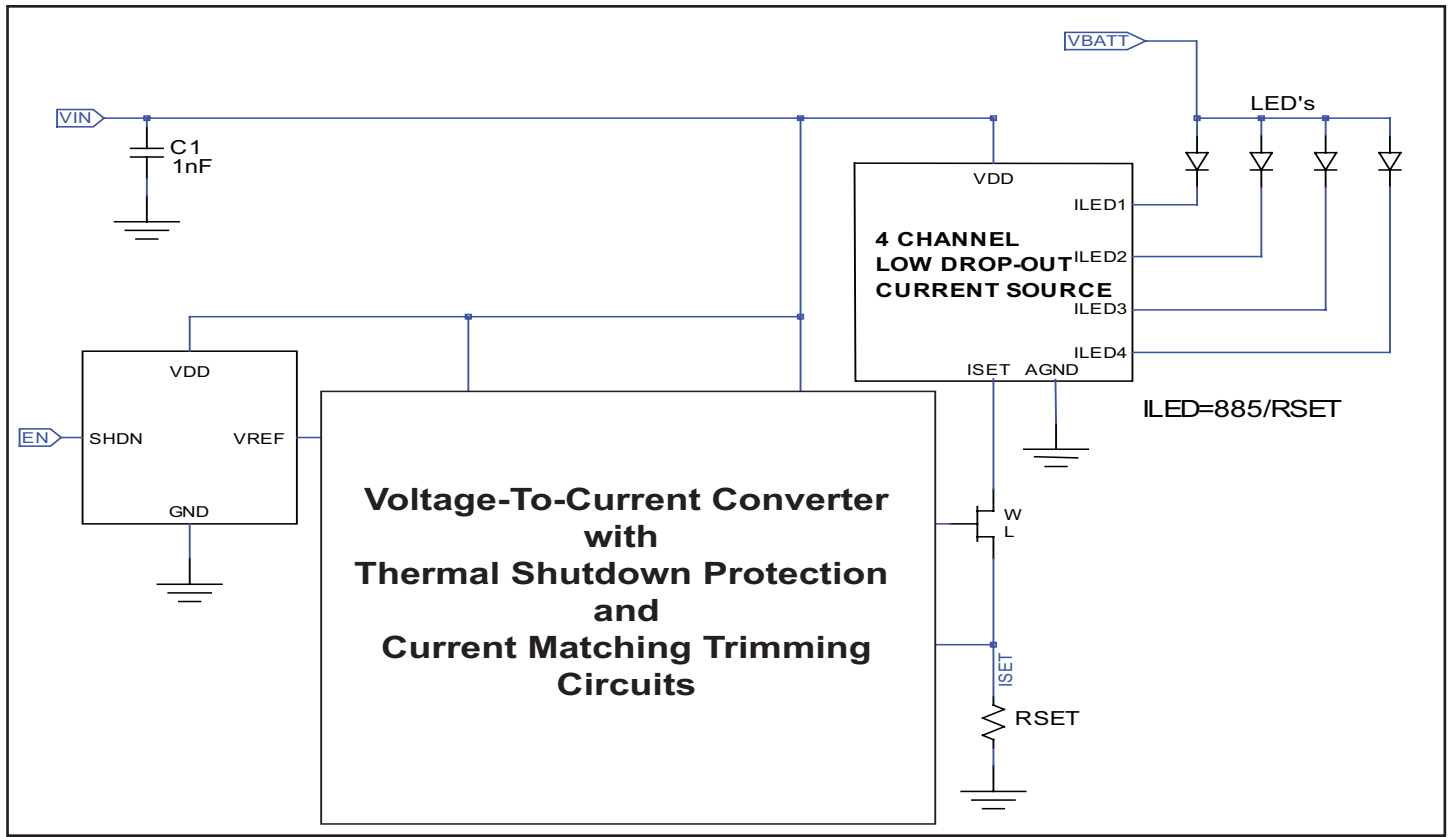 VBATT
LED's
VIN
C1
1nF
VDD
ILED1
4 CHANNEL
LOW DROP-OUT
CURRENT SOURCE
ILED2
ILED3
ILED4
ISET AGND
ILED=885/RSET
VDD
EN
SHDN
VREF
GND
Voltage-To-Current Converter
with
Thermal Shutdown Protection
and
Current Matching Trimming
Circuits
W
L
ISET
RSET